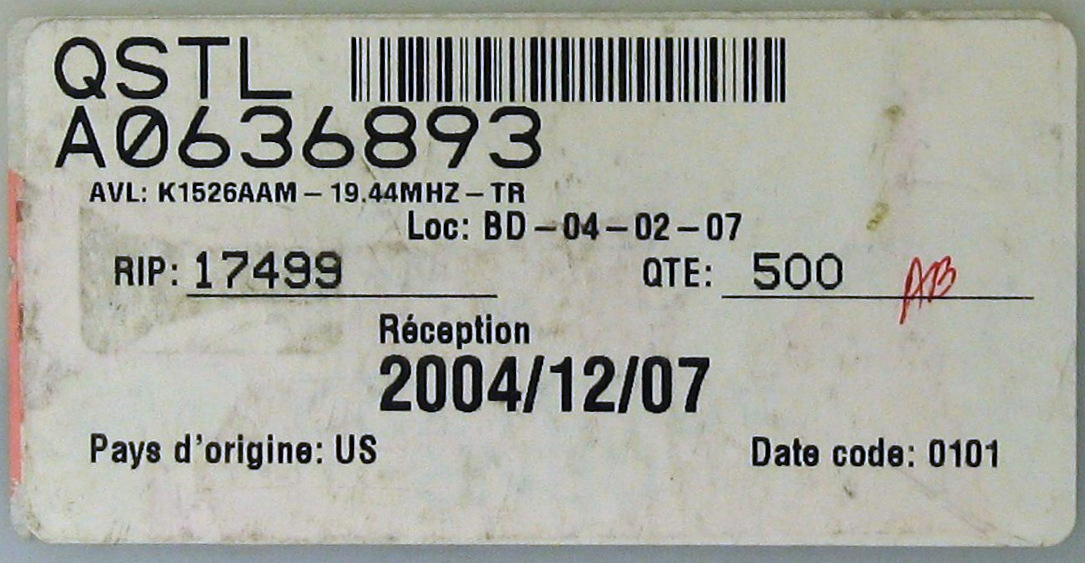 QSTL
A0636893
AVL: K1526AAM – 19.44MHZ – TR
Loc: BD – 04 – 02 – 07
RIP: 17499 QTE: 500 AB
Réception
2004/12/07
Pays d'origine: US Date code: 0101